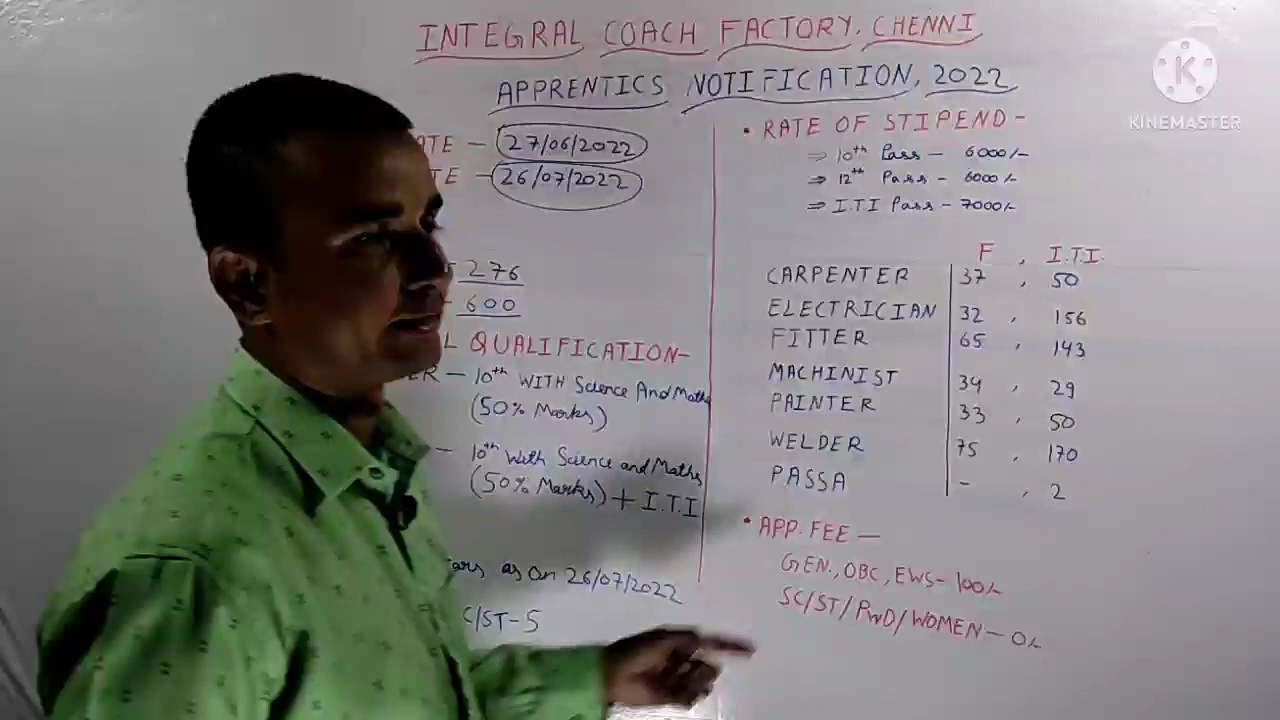 INTEGRAL COACH FACTORY, CHENNI
APPRENTICS NOTIFICATION, 2022
ATE - 27/06/2022
TE - 26/07/2022
- 276
- 600
L QUALIFICATION-
ER - 10th WITH Science And Maths
(50% Marks)
- 10th With Science and Maths
(50% Marks) + I.T.I
ears as on 26/07/2022
C/ST-5
• RATE OF STIPEND -
⇒ 10th Pass - 6000/-
⇒ 12th Pass - 6000/-
⇒ I.T.I Pass - 7000/-
F , I.T.I.
CARPENTER 37 , 50
ELECTRICIAN 32 , 156
FITTER 65 , 143
MACHINIST 34 , 29
PAINTER 33 , 50
WELDER 75 , 170
PASSA - , 2
• APP. FEE -
GEN., OBC, EWS - 100/-
SC/ST/PWD/WOMEN - 0/-
K
KINEMASTER